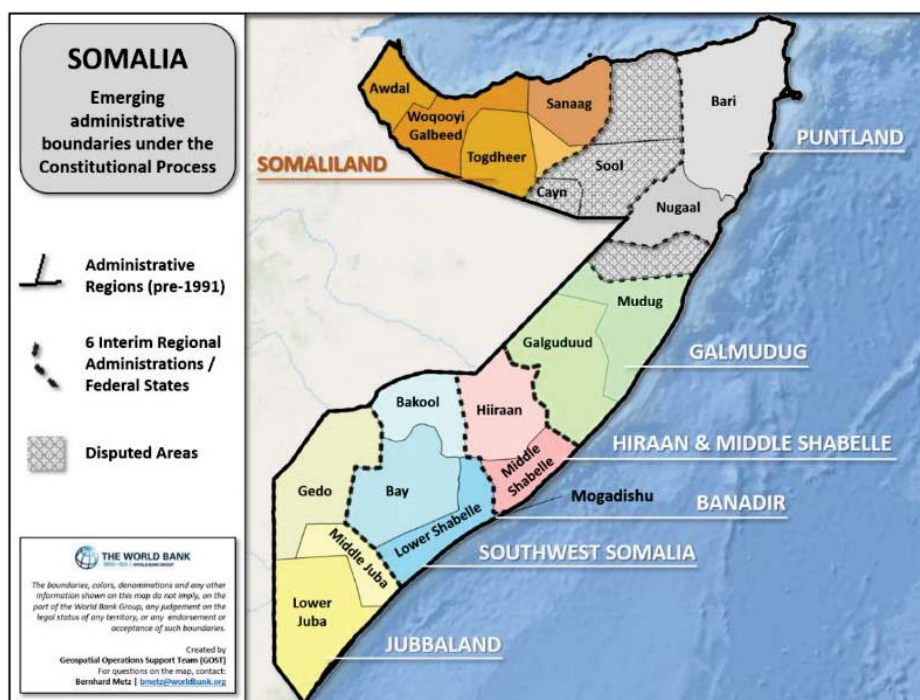 SOMALIA
Emerging
administrative
boundaries under the
Constitutional Process
Administrative
Regions (pre-1991)
6 Interim Regional
Administrations /
Federal States
Disputed Areas
THE WORLD BANK
IBRD • IDA | WORLD BANK GROUP
The boundaries, colors, denominations and any other
information shown on this map do not imply, on the
part of the World Bank Group, any judgement on the
legal status of any territory, or any endorsement or
acceptance of such boundaries.
Created by
Geospatial Operations Support Team (GOST)
For questions on the map, contact:
Bernhard Metz | bmetz@worldbank.org
Awdal
Woqooyi
Galbeed
Togdheer
Sanaag
SOMALILAND
Cayn
Sool
Bari
PUNTLAND
Nugaal
Mudug
Galguduud
GALMUDUG
Bakool
Hiiraan
HIRAAN & MIDDLE SHABELLE
Middle
Shabelle
Gedo
Bay
Mogadishu
BANADIR
Lower Shabelle
SOUTHWEST SOMALIA
Middle Juba
Lower
Juba
JUBBALAND